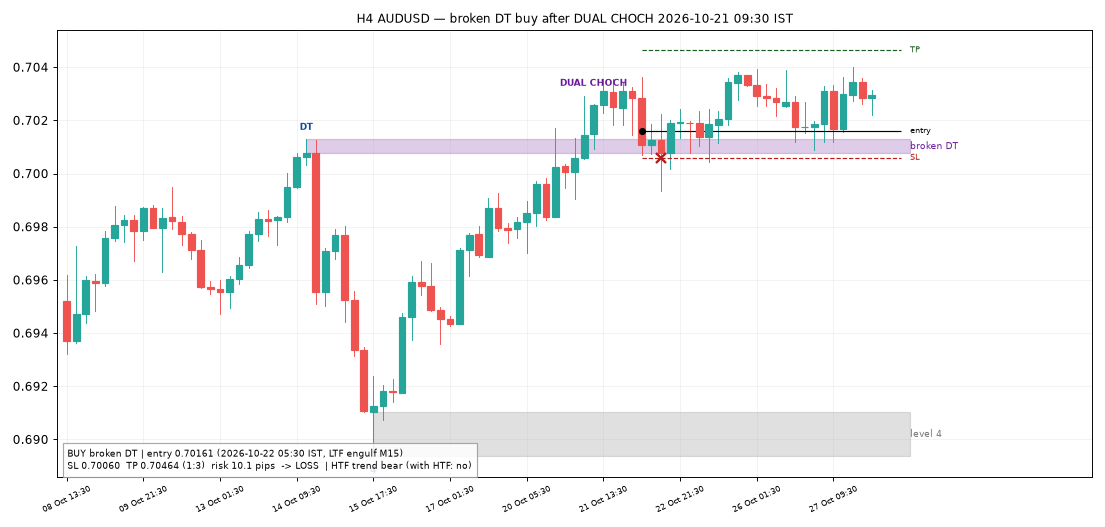 H4 AUDUSD — broken DT buy after DUAL CHOCH 2026-10-21 09:30 IST
TP
0.704
DUAL CHOCH
0.702
DT
entry
broken DT
SL
0.700
0.698
0.696
0.694
0.692
level 4
0.690
BUY broken DT | entry 0.70161 (2026-10-22 05:30 IST, LTF engulf M15)
SL 0.70060 TP 0.70464 (1:3) risk 10.1 pips -> LOSS | HTF trend bear (with HTF: no)
08 Oct 13:30
09 Oct 21:30
13 Oct 01:30
14 Oct 09:30
15 Oct 17:30
17 Oct 01:30
20 Oct 05:30
21 Oct 13:30
22 Oct 21:30
26 Oct 01:30
27 Oct 09:30